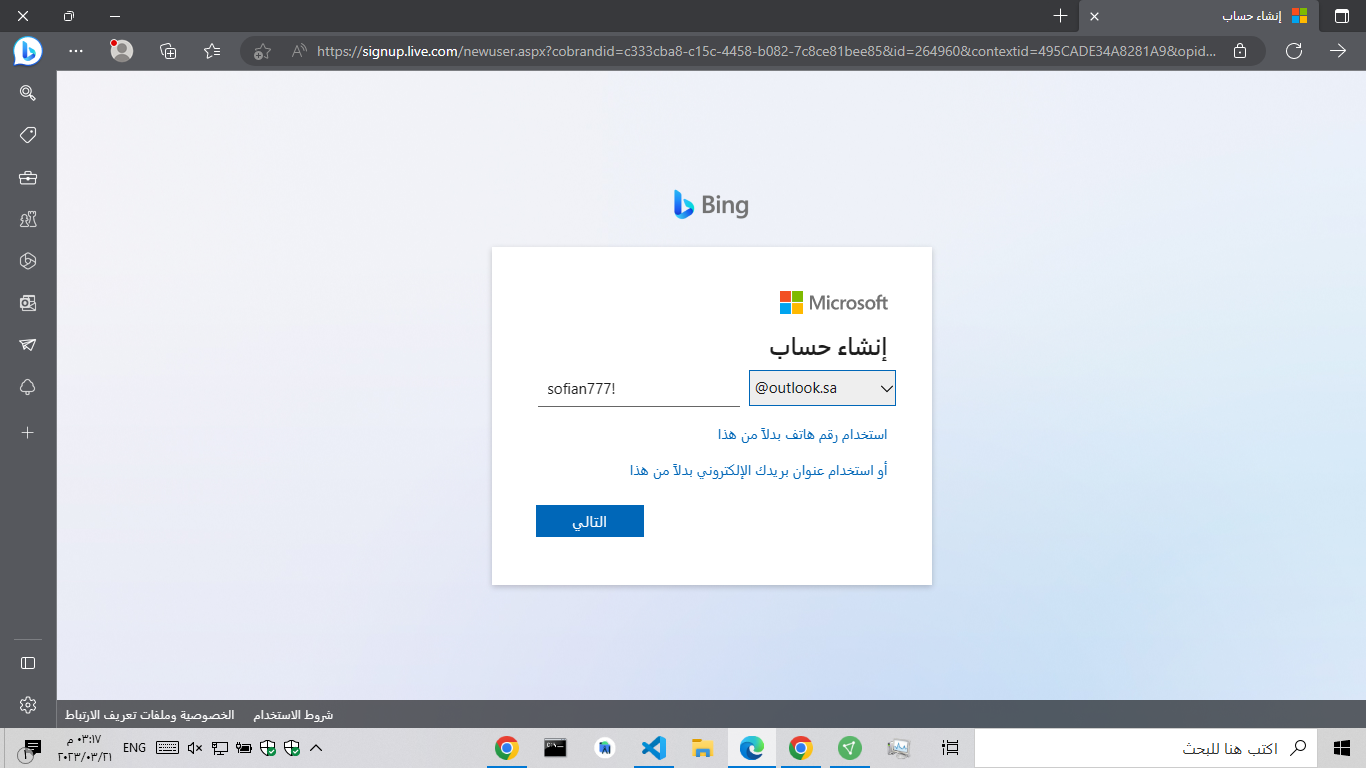 إنشاء حساب
https://signup.live.com/newuser.aspx?cobrandid=c333cba8-c15c-4458-b082-7c8ce81bee85&id=264960&contextid=495CADE34A8281A9&opid...
Bing
Microsoft
إنشاء حساب
sofian777!
@outlook.sa
استخدام رقم هاتف بدلاً من هذا
أو استخدام عنوان بريدك الإلكتروني بدلاً من هذا
التالي
شروط الاستخدام
الخصوصية وملفات تعريف الارتباط
اكتب هنا للبحث
ENG
٠٣:١٧ م
٢٠٢٣/٠٣/٢١